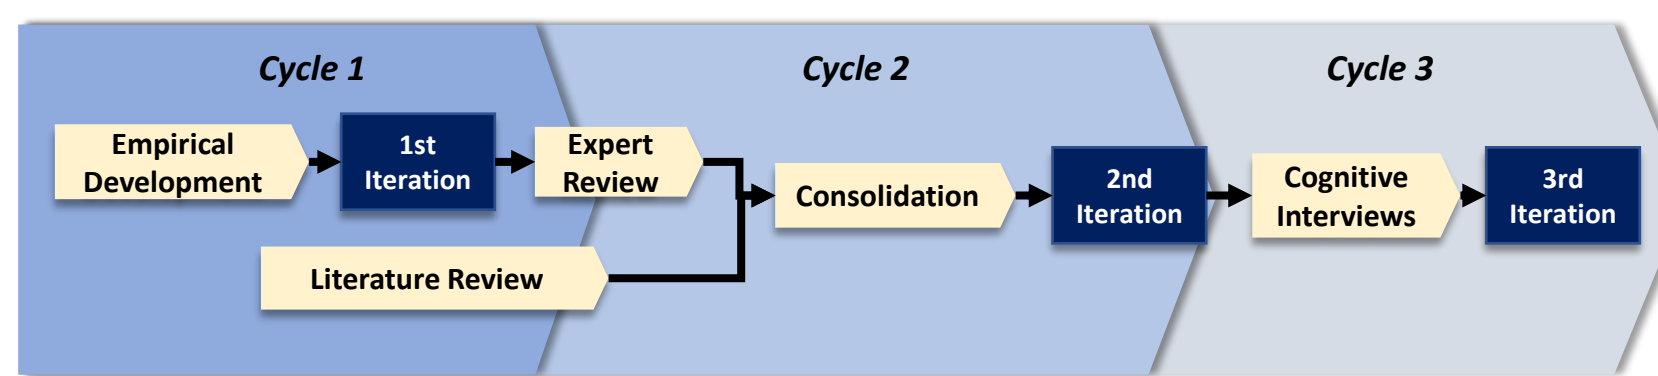 Cycle 1
Cycle 2
Cycle 3
Empirical
Development
1st
Iteration
Expert
Review
Literature Review
Consolidation
2nd
Iteration
Cognitive
Interviews
3rd
Iteration